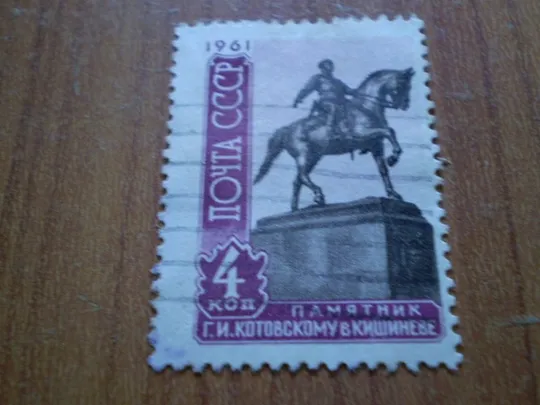 1961
ПОЧТА СССР
4
КОП
ПАМЯТНИК
Г.И.КОТОВСКОМУ В КИШИНЕВЕ